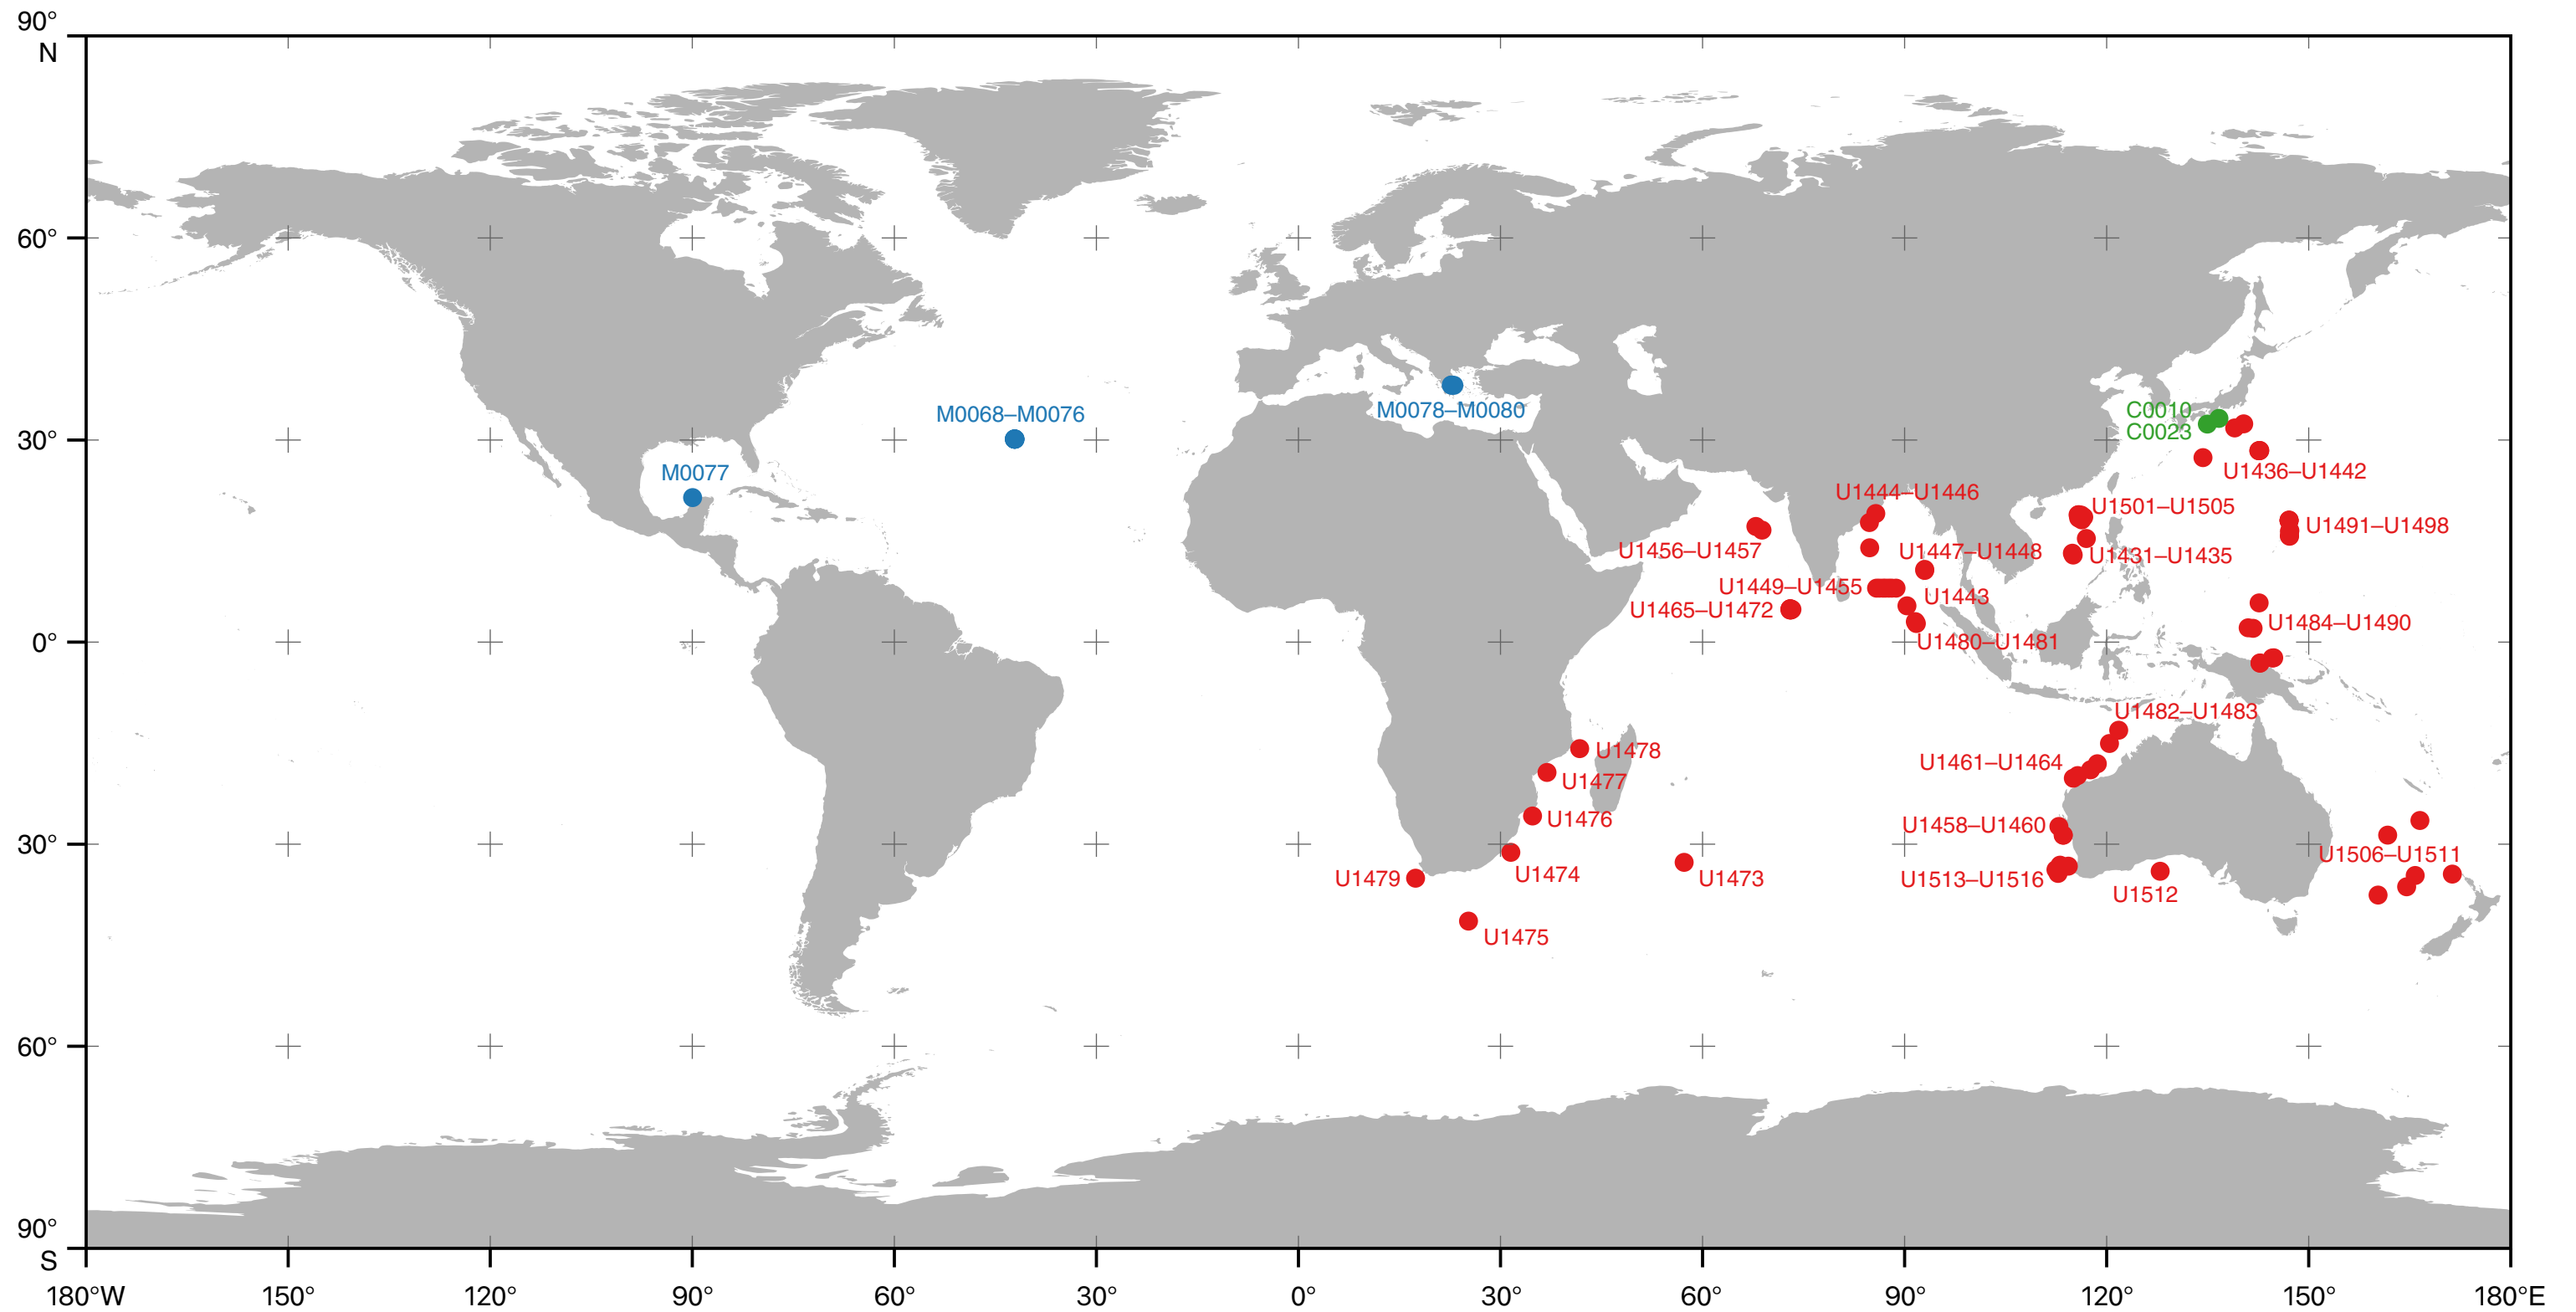 90°
N
60°
30°
0°
30°
60°
90°
S
M0068–M0076
M0078–M0080
M0077
C0010
C0023
U1436–U1442
U1444–U1446
U1501–U1505
U1491–U1498
U1456–U1457
U1447–U1448
U1431–U1435
U1449–U1455
U1443
U1465–U1472
U1484–U1490
U1480–U1481
U1482–U1483
U1478
U1461–U1464
U1477
U1476
U1458–U1460
U1506–U1511
U1474
U1479
U1473
U1513–U1516
U1512
U1475
180°W
150°
120°
90°
60°
30°
0°
30°
60°
90°
120°
150°
180°E